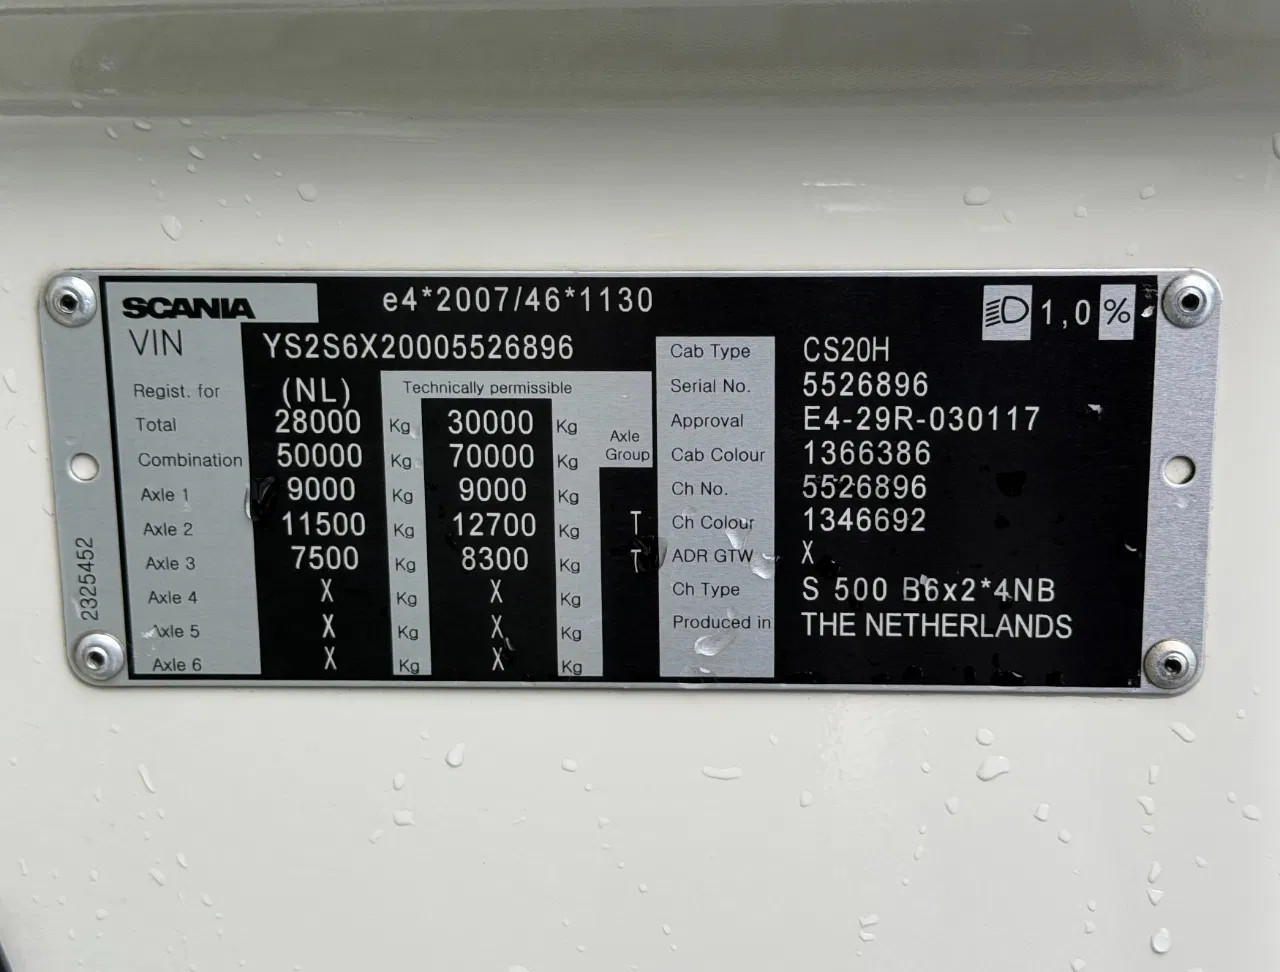 SCANIA e4*2007/46*1130 1,0 %
VIN YS2S6X20005526896
Regist. for (NL) Technically permissible
Total 28000 Kg 30000 Kg Axle Group
Combination 50000 Kg 70000 Kg
Axle 1 9000 Kg 9000 Kg
Axle 2 11500 Kg 12700 Kg T
Axle 3 7500 Kg 8300 Kg T
Axle 4 X Kg X Kg
Axle 5 X Kg X Kg
Axle 6 X Kg X Kg
Cab Type CS20H
Serial No. 5526896
Approval E4-29R-030117
Cab Colour 1366386
Ch No. 5526896
Ch Colour 1346692
ADR GTW X
Ch Type S 500 B6x2*4NB
Produced in THE NETHERLANDS
2325452